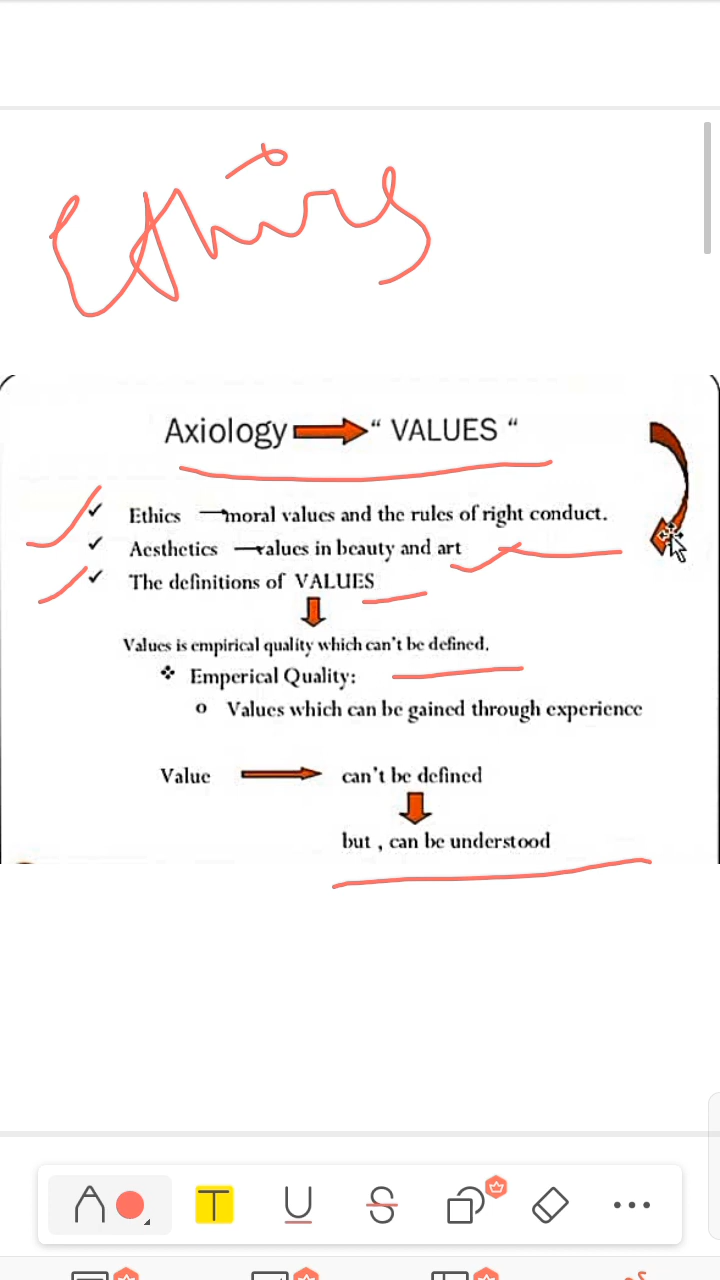 Ethics
Axiology “ VALUES “
Ethics moral values and the rules of right conduct.
Aesthetics values in beauty and art
The definitions of VALUES
Values is empirical quality which can't be defined.
Emperical Quality:
Values which can be gained through experience
Value can't be defined
but , can be understood